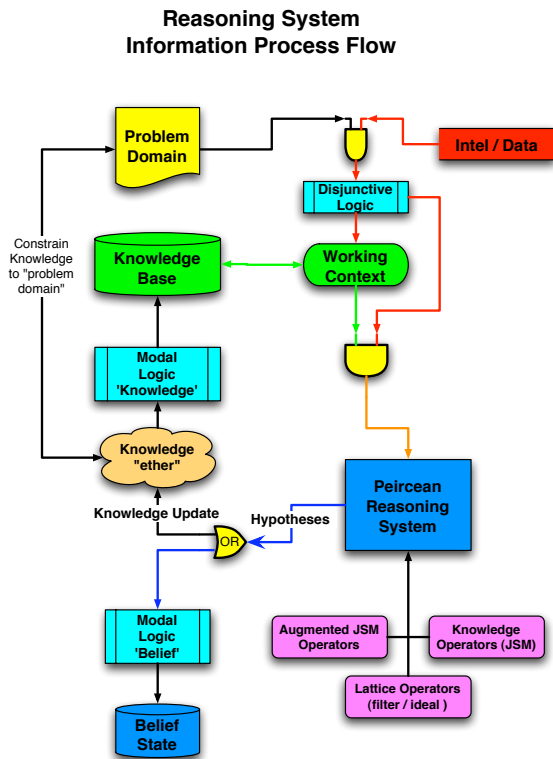 Reasoning System
Information Process Flow
Problem
Domain
Intel / Data
Disjunctive
Logic
Constrain
Knowledge
to "problem
domain"
Knowledge
Base
Working
Context
Modal
Logic
'Knowledge'
Knowledge
"ether"
Peircean
Reasoning
System
Knowledge Update
Hypotheses
OR
Modal
Logic
'Belief'
Augmented JSM
Operators
Knowledge
Operators (JSM)
Lattice Operators
(filter / ideal )
Belief
State